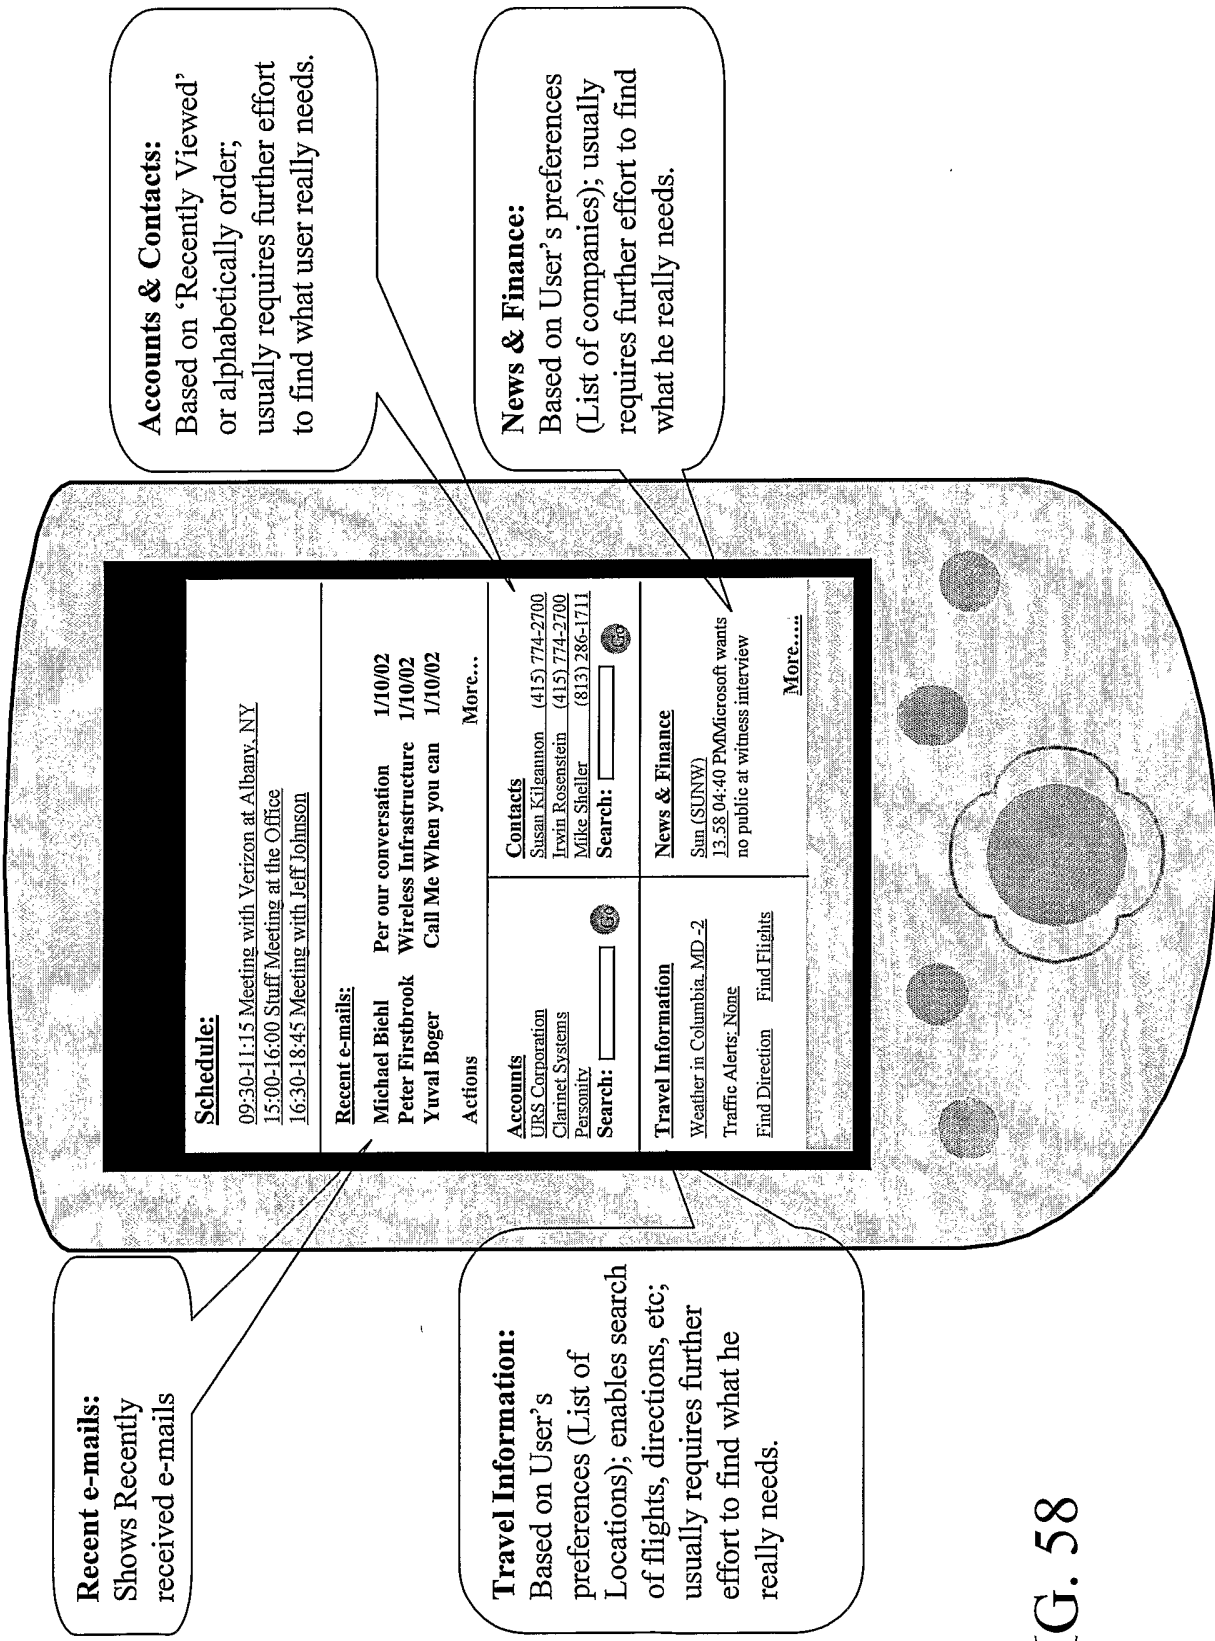 Recent e-mails:
Shows Recently
received e-mails
Travel Information:
Based on User's
preferences (List of
Locations); enables search
of flights, directions, etc;
usually requires further
effort to find what he
really needs.
Schedule:
09:30-11:15 Meeting with Verizon at Albany, NY
15:00-16:00 Stuff Meeting at the Office
16:30-18:45 Meeting with Jeff Johnson
Recent e-mails:
Michael Biehl Per our conversation 1/10/02
Peter Firstbrook Wireless Infrastructure 1/10/02
Yuval Boger Call Me When you can 1/10/02
Actions More...
Accounts
URS Corporation
Clarinet Systems
Personity
Search: Go
Contacts
Susan Kilgannon (415) 774-2700
Irwin Rosenstein (415) 774-2700
Mike Sheller (813) 286-1711
Search: Go
Travel Information
Weather in Columbia, MD -2
Traffic Alerts: None
Find Direction Find Flights
News & Finance
Sun (SUNW)
13.58 04:40 PMMicrosoft wants
no public at witness interview
More.....
Accounts & Contacts:
Based on ‘Recently Viewed’
or alphabetically order;
usually requires further effort
to find what user really needs.
News & Finance:
Based on User's preferences
(List of companies); usually
requires further effort to find
what he really needs.
G. 58